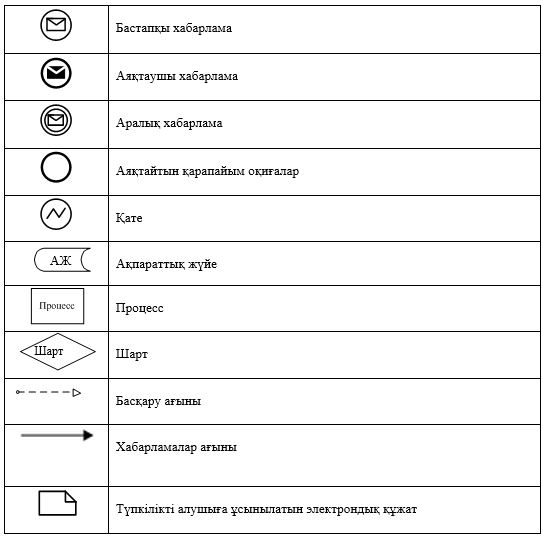 Бастапқы хабарлама
Аяқтаушы хабарлама
Аралық хабарлама
Аяқтайтын қарапайым оқиғалар
Қате
АЖ
Ақпараттық жүйе
Процесс
Процесс
Шарт
Шарт
Басқару ағыны
Хабарламалар ағыны
Түпкілікті алушыға ұсынылатын электрондық құжат